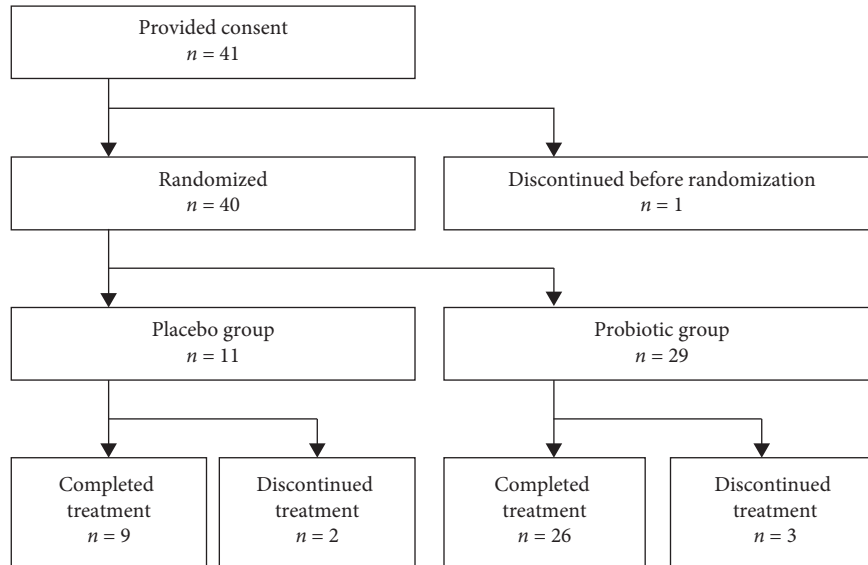 Provided consent
n = 41
Randomized
n = 40
Discontinued before randomization
n = 1
Placebo group
n = 11
Probiotic group
n = 29
Completed
treatment
n = 9
Discontinued
treatment
n = 2
Completed
treatment
n = 26
Discontinued
treatment
n = 3